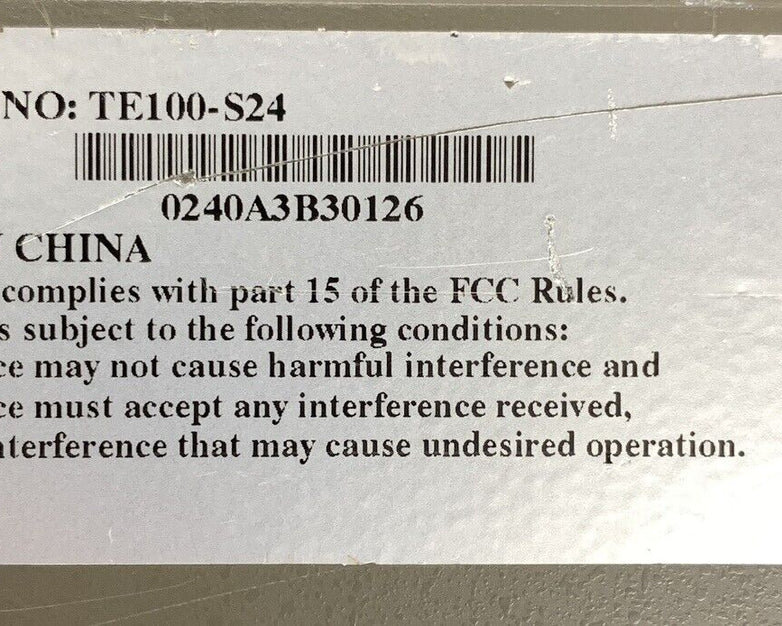 NO: TE100-S24
0240A3B30126
CHINA
complies with part 15 of the FCC Rules.
s subject to the following conditions:
ce may not cause harmful interference and
ce must accept any interference received,
nterference that may cause undesired operation.